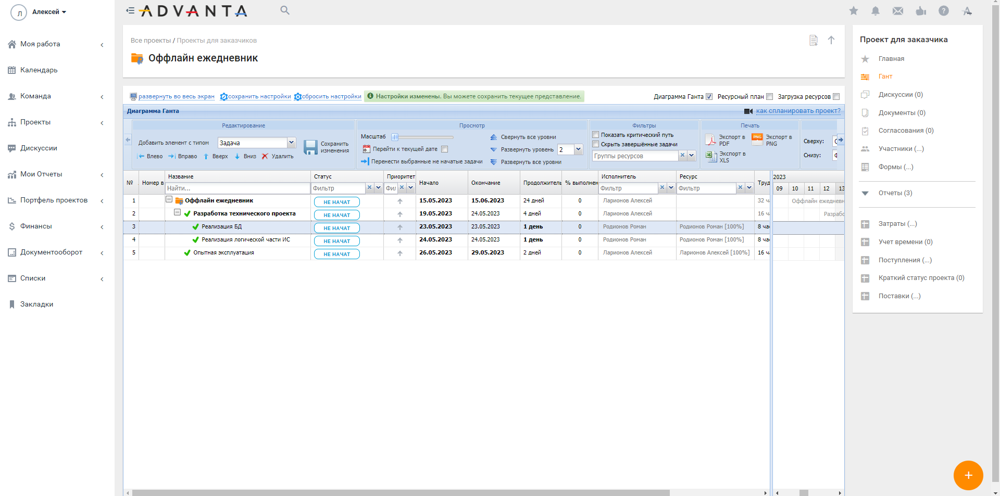 Л
Алексей
ADVANTA
Моя работа
Календарь
Команда
Проекты
Дискуссии
Мои Отчеты
Портфель проектов
Финансы
Документооборот
Списки
Закладки
Все проекты / Проекты для заказчиков
Оффлайн ежедневник
развернуть во весь экран
сохранить настройки
сбросить настройки
Настройки изменены. Вы можете сохранить текущее представление.
Диаграмма Ганта
Ресурсный план
Загрузка ресурсов
Диаграмма Ганта
как спланировать проект?
Редактирование
Добавить элемент с типом
Задача
Влево
Вправо
Вверх
Вниз
Удалить
Сохранить
изменения
Просмотр
Масштаб
Перейти к текущей дате
Перенести выбранные не начатые задачи
Свернуть все уровни
Развернуть уровень
2
Развернуть все уровни
Фильтры
Показать критический путь
Скрыть завершённые задачи
Группы ресурсов
Печать
Экспорт в
PDF
PNG
Экспорт в
PNG
Экспорт в
XLS
Сверху:
Снизу:
№ Номер в Название Статус Приоритет Начало Окончание Продолжитель % выполнен Исполнитель Ресурс Труд
Найти... Фильтр Фил Фильтр Фильтр
2023
09 10 11 12 13
1 Оффлайн ежедневник НЕ НАЧАТ 15.05.2023 15.06.2023 24 дней 0 Ларионов Алексей 32 ча Оффлайн ежедневн
2 Разработка технического проекта НЕ НАЧАТ 19.05.2023 24.05.2023 4 дней 0 Ларионов Алексей 16 ча Разрабо
3 Реализация БД НЕ НАЧАТ 23.05.2023 23.05.2023 1 день 0 Родионов Роман Родионов Роман [100%] 8 ча
4 Реализация логической части ИС НЕ НАЧАТ 24.05.2023 24.05.2023 1 день 0 Родионов Роман Родионов Роман [100%] 8 ча
5 Опытная эксплуатация НЕ НАЧАТ 26.05.2023 29.05.2023 2 дней 0 Ларионов Алексей Ларионов Алексей [100%] 16 ч
Проект для заказчика
Главная
Гант
Дискуссии (0)
Документы (0)
Согласования (0)
Участники (...)
Формы (...)
Отчеты (3)
Затраты (...)
Учет времени (0)
Поступления (...)
Краткий статус проекта (0)
Поставки (...)